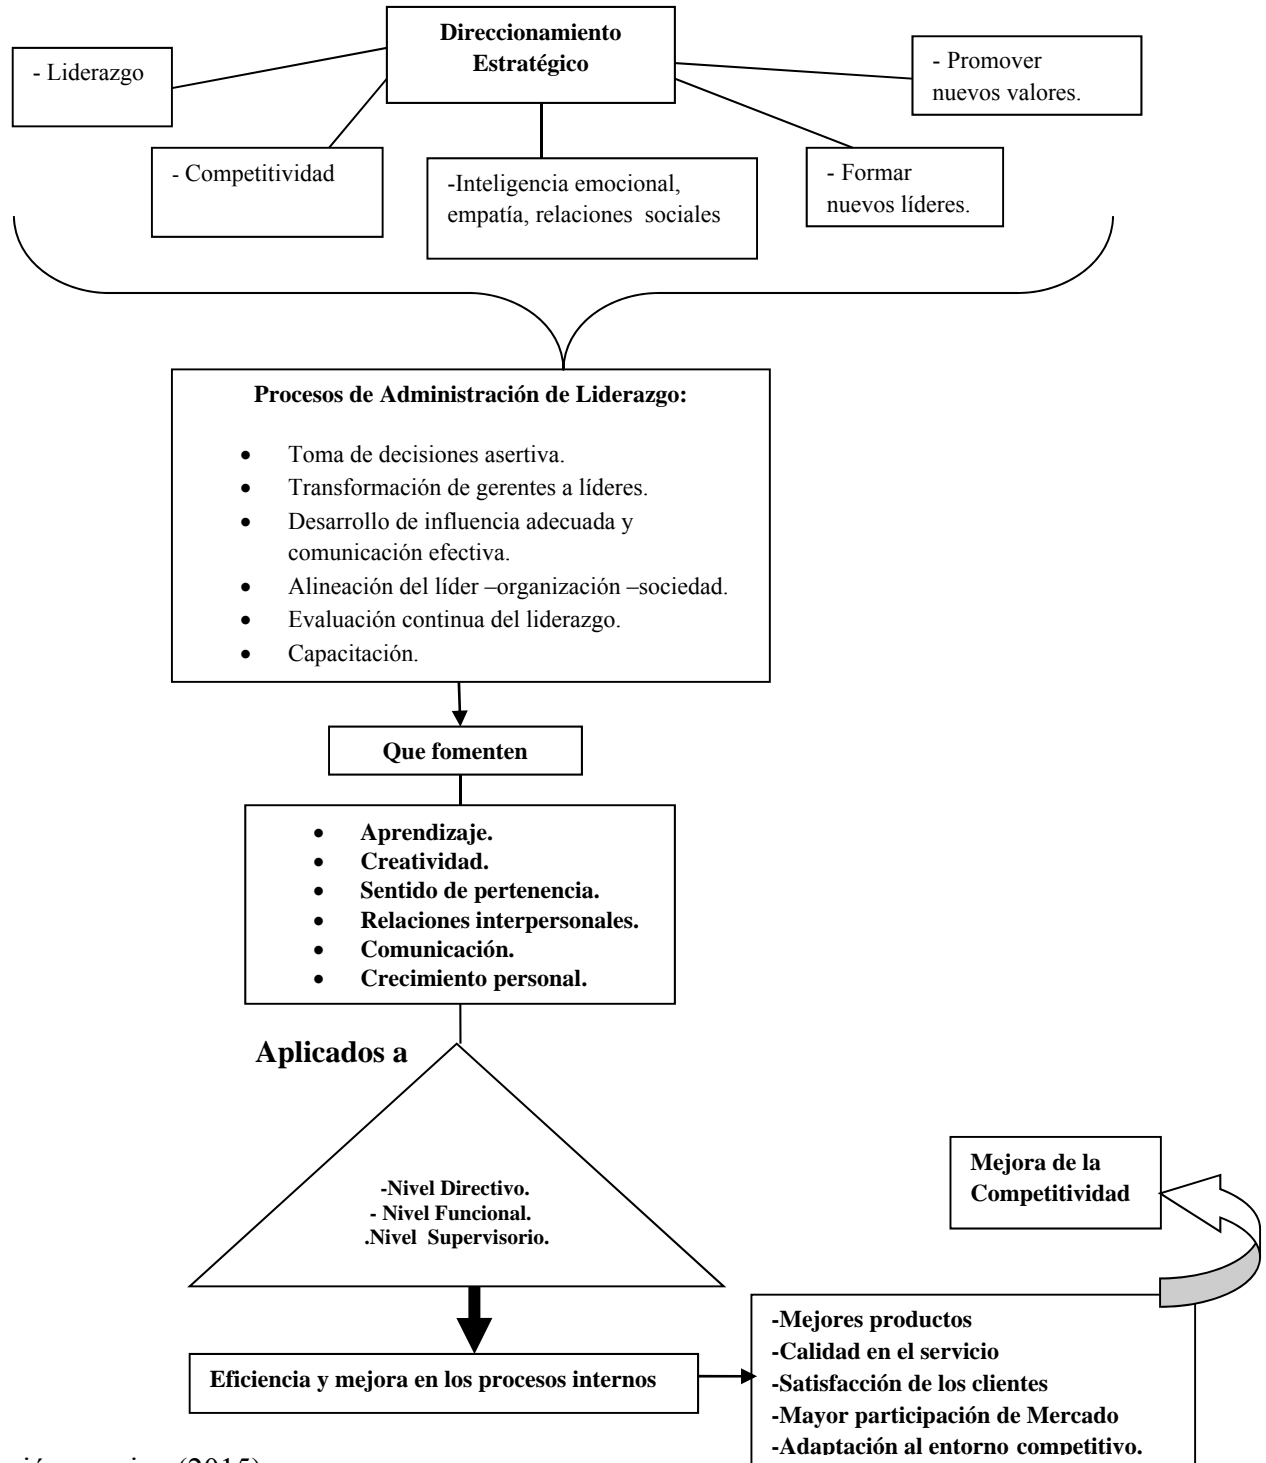 Direccionamiento
Estratégico
- Liderazgo
- Promover
nuevos valores.
- Competitividad
-Inteligencia emocional,
empatía, relaciones  sociales
- Formar
nuevos líderes.
Procesos de Administración de Liderazgo:
• Toma de decisiones asertiva.
• Transformación de gerentes a líderes.
• Desarrollo de influencia adecuada y
comunicación efectiva.
• Alineación del líder –organización –sociedad.
• Evaluación continua del liderazgo.
• Capacitación.
Que fomenten
• Aprendizaje.
• Creatividad.
• Sentido de pertenencia.
• Relaciones interpersonales.
• Comunicación.
• Crecimiento personal.
Aplicados a
-Nivel Directivo.
- Nivel Funcional.
.Nivel  Supervisorio.
Mejora de la
Competitividad
Eficiencia y mejora en los procesos internos
-Mejores productos
-Calidad en el servicio
-Satisfacción de los clientes
-Mayor participación de Mercado
-Adaptación al entorno competitivo.
(2015)